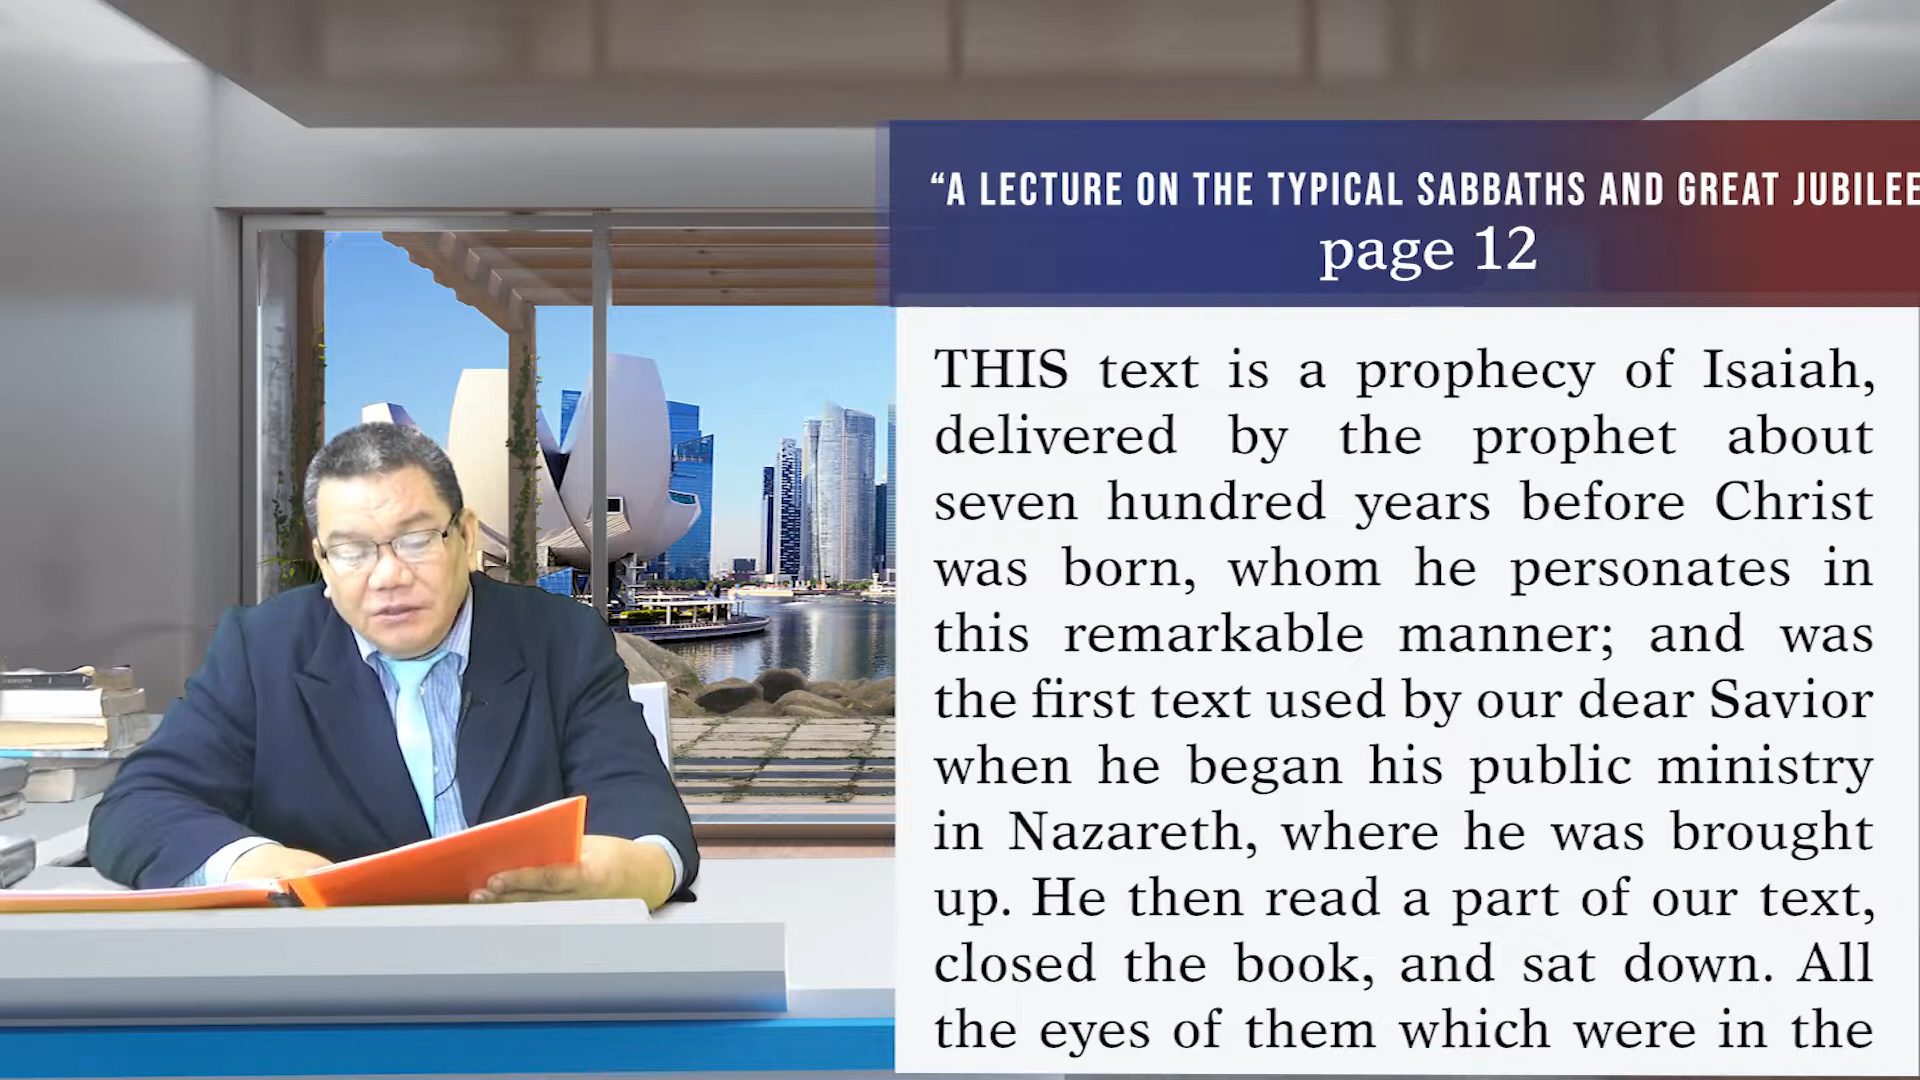 “A LECTURE ON THE TYPICAL SABBATHS AND GREAT JUBILEE
page 12
THIS text is a prophecy of Isaiah,
delivered by the prophet about
seven hundred years before Christ
was born, whom he personates in
this remarkable manner; and was
the first text used by our dear Savior
when he began his public ministry
in Nazareth, where he was brought
up. He then read a part of our text,
closed the book, and sat down. All
the eyes of them which were in the